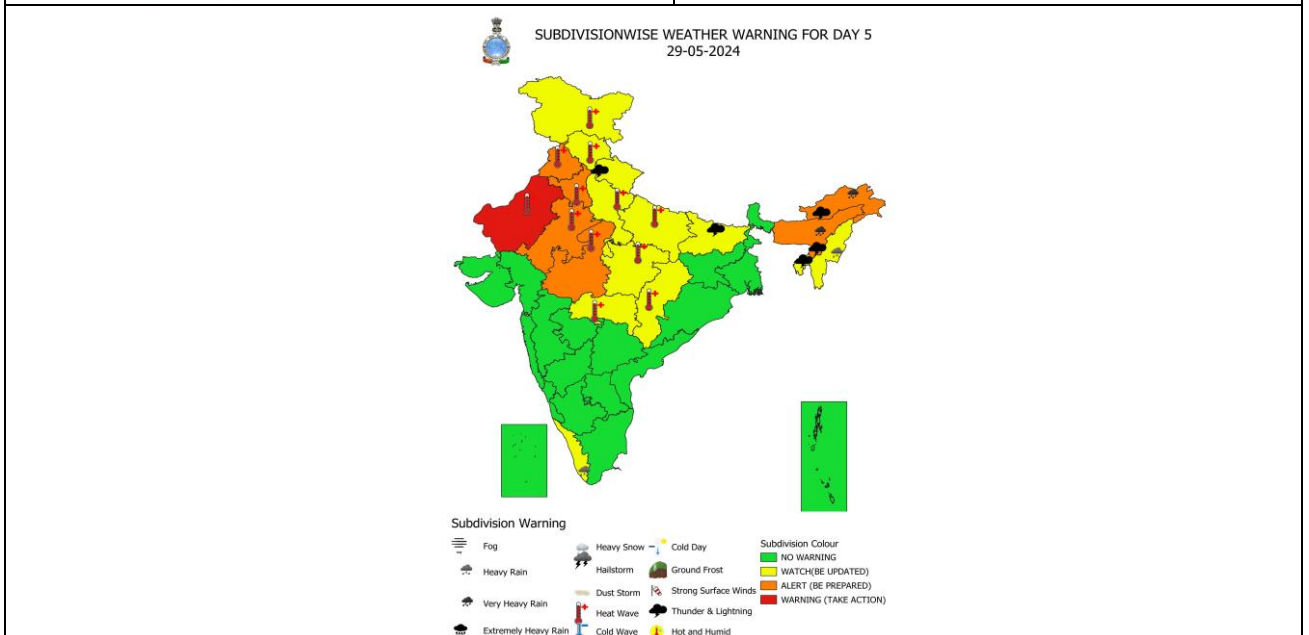 SUBDIVISIONWISE WEATHER WARNING FOR DAY 5
29-05-2024
Subdivision Warning
Fog
Heavy Rain
Very Heavy Rain
Extremely Heavy Rain
Heavy Snow
Hailstorm
Dust Storm
Heat Wave
Cold Wave
Cold Day
Ground Frost
Strong Surface Winds
Thunder & Lightning
Hot and Humid
Subdivision Colour
NO WARNING
WATCH(BE UPDATED)
ALERT (BE PREPARED)
WARNING (TAKE ACTION)